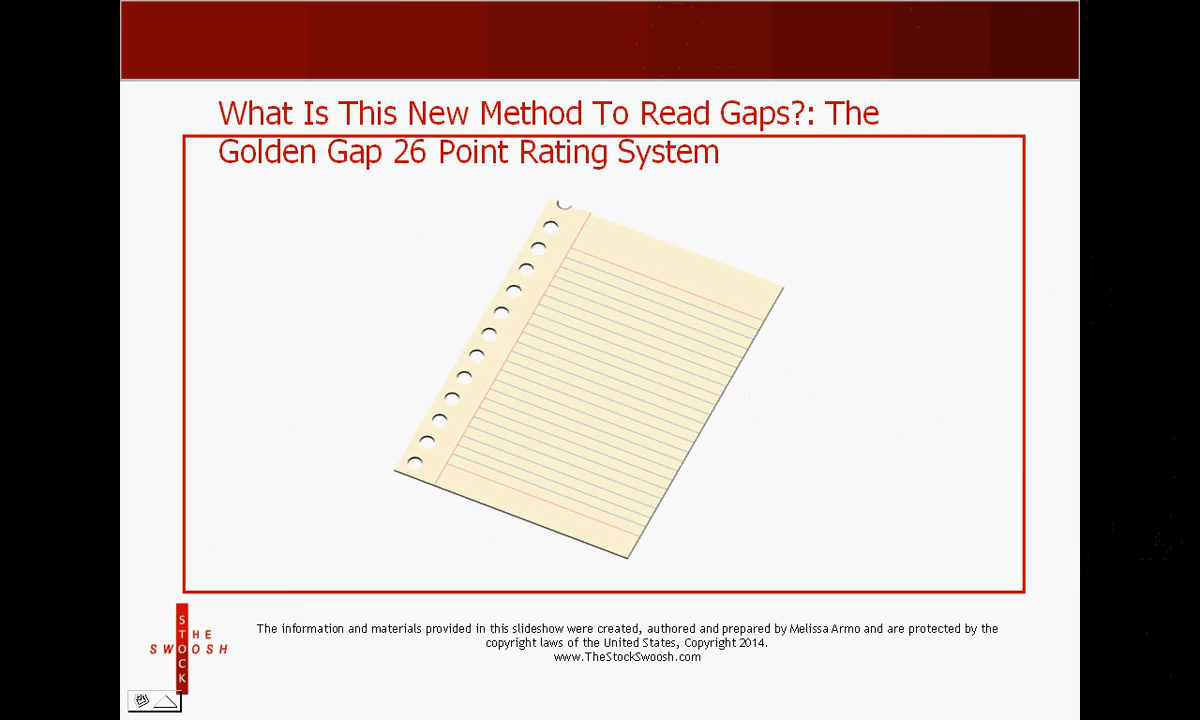 What Is This New Method To Read Gaps?: The
Golden Gap 26 Point Rating System
THE
STOCK
SWOOSH
The information and materials provided in this slideshow were created, authored and prepared by Melissa Armo and are protected by the
copyright laws of the United States, Copyright 2014.
www.TheStockSwoosh.com